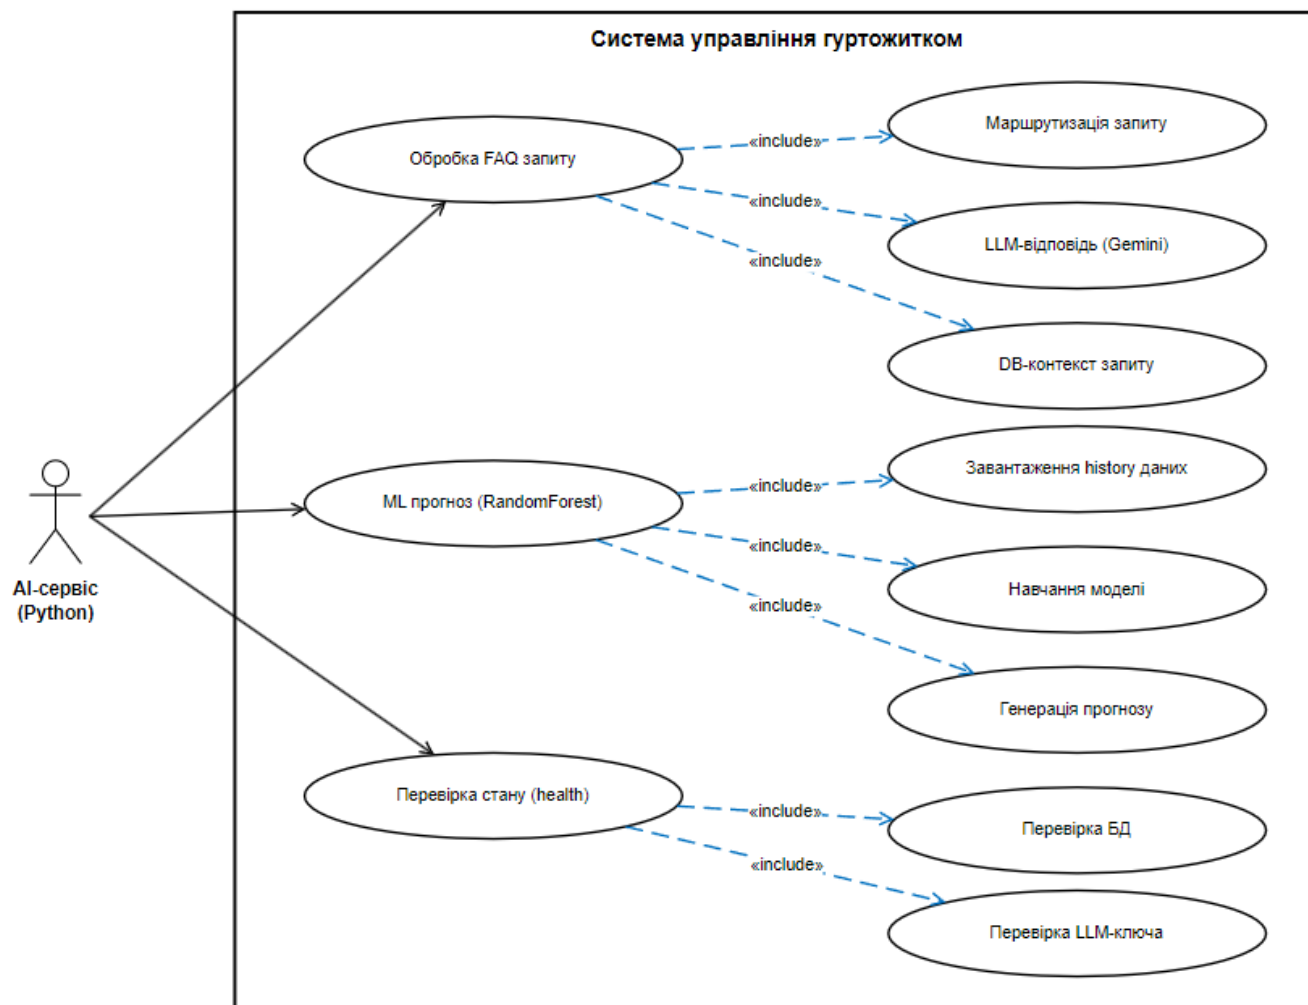 Система управління гуртожитком
Обробка FAQ запиту
«include»
Маршрутизація запиту
«include»
LLM-відповідь (Gemini)
«include»
DB-контекст запиту
AI-сервіс
(Python)
ML прогноз (RandomForest)
«include»
Завантаження history даних
«include»
Навчання моделі
«include»
Генерація прогнозу
Перевірка стану (health)
«include»
Перевірка БД
«include»
Перевірка LLM-ключа